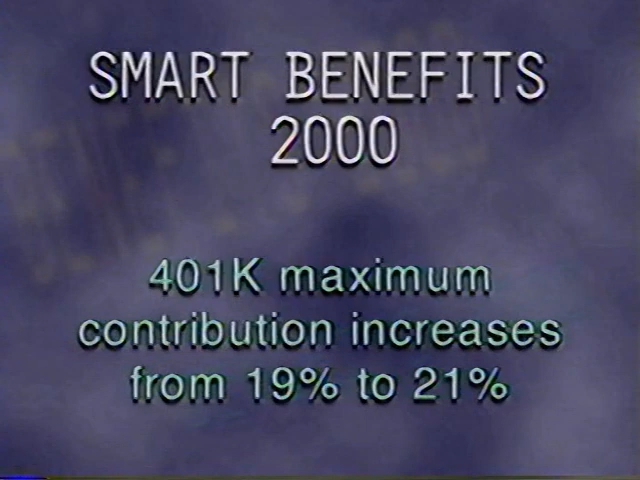 SMART BENEFITS
2000
401K maximum
contribution increases
from 19% to 21%